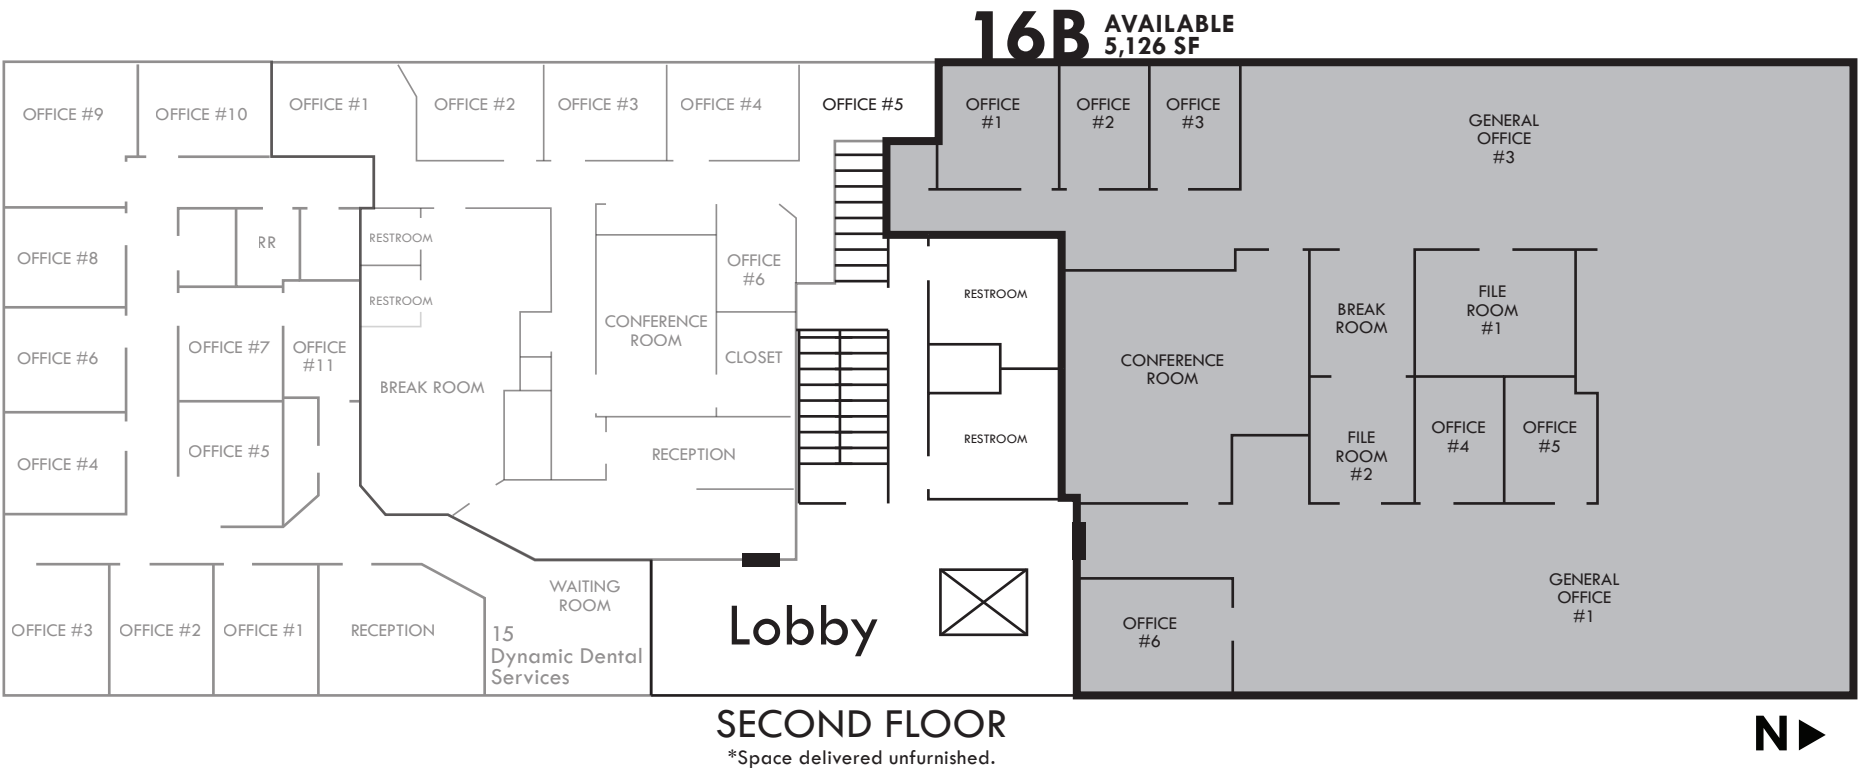 16B
AVAILABLE
5,126 SF
OFFICE #9
OFFICE #10
OFFICE #1
OFFICE #2
OFFICE #3
OFFICE #4
OFFICE #5
OFFICE
#1
OFFICE
#2
OFFICE
#3
GENERAL
OFFICE
#3
OFFICE #8
RR
RESTROOM
RESTROOM
OFFICE
#6
RESTROOM
CONFERENCE
ROOM
CLOSET
OFFICE #6
OFFICE #7
OFFICE
#11
BREAK ROOM
CONFERENCE
ROOM
BREAK
ROOM
FILE
ROOM
#1
OFFICE #4
OFFICE #5
RECEPTION
RESTROOM
FILE
ROOM
#2
OFFICE
#4
OFFICE
#5
WAITING
ROOM
OFFICE #3
OFFICE #2
OFFICE #1
RECEPTION
15
Dynamic Dental
Services
Lobby
OFFICE
#6
GENERAL
OFFICE
#1
SECOND FLOOR
*Space delivered unfurnished.
N